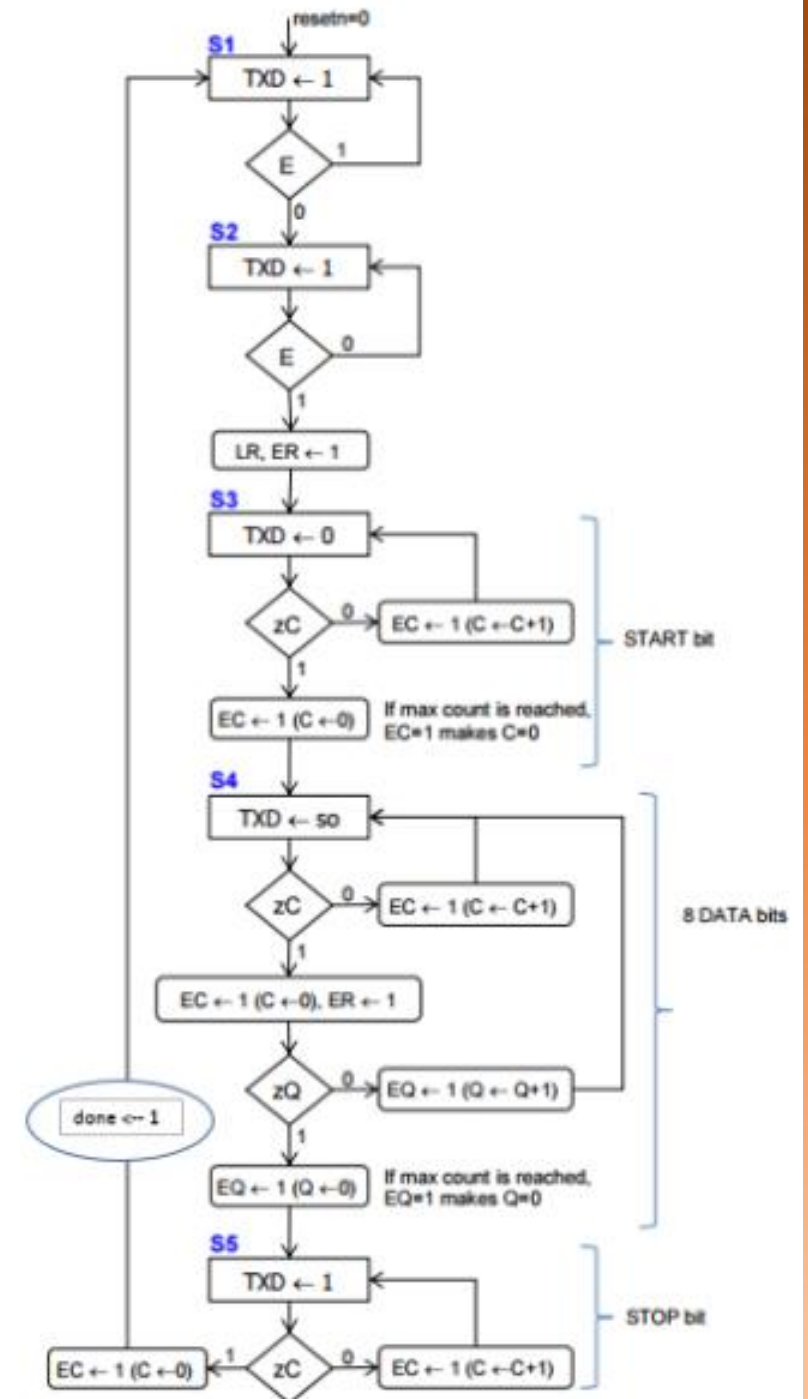 resetn=0
S1
TXD ← 1
E
1
0
S2
TXD ← 1
E
0
1
LR, ER ← 1
S3
TXD ← 0
zC
0
EC ← 1 (C ←C+1)
START bit
1
EC ← 1 (C ←0)
If max count is reached,
EC=1 makes C=0
S4
TXD ← so
zC
0
EC ← 1 (C ← C+1)
8 DATA bits
1
EC ← 1 (C ←0), ER ← 1
zQ
0
EQ ← 1 (Q ← Q+1)
done <-- 1
1
EQ ← 1 (Q ←0)
If max count is reached,
EQ=1 makes Q=0
S5
TXD ← 1
STOP bit
EC ← 1 (C ←0)
1
zC
0
EC ← 1 (C ←C+1)